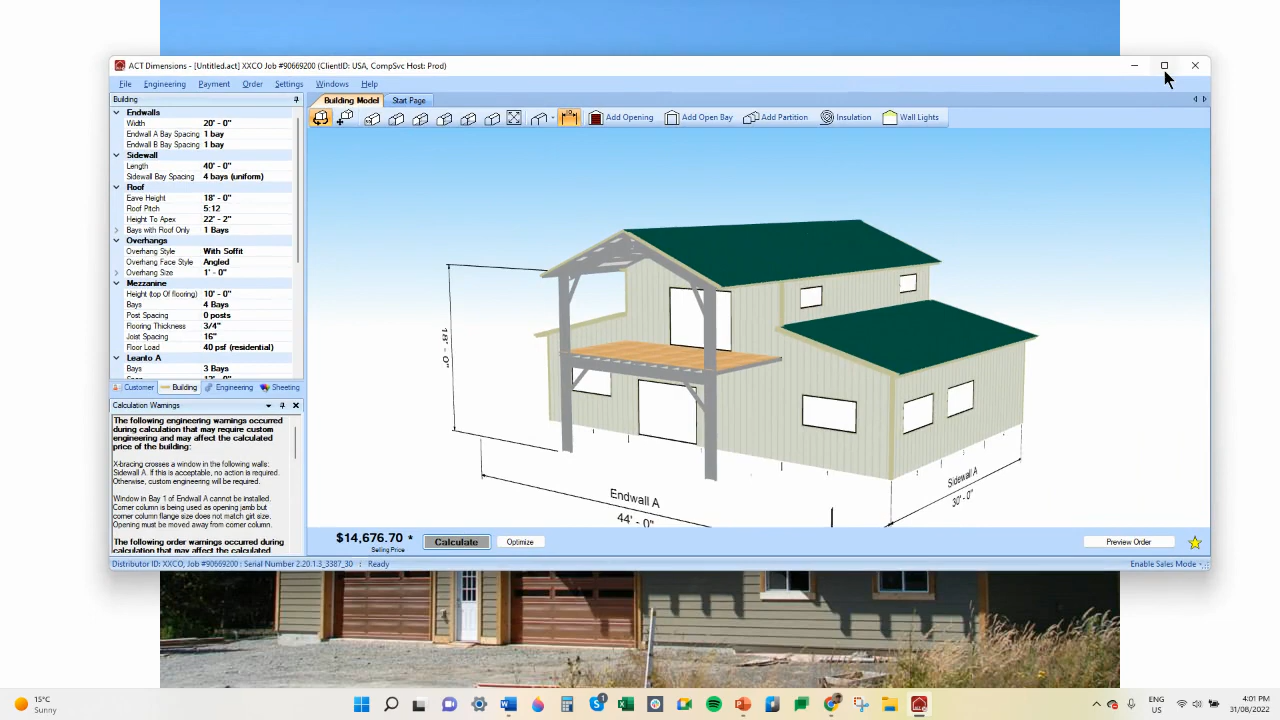 ACT Dimensions - [Untitled.act] XXCO Job #90669200 (ClientID: USA, CompSvc Host: Prod)
File Engineering Payment Order Settings Windows Help
Building
Building Model Start Page
Add Opening Add Open Bay Add Partition Insulation Wall Lights
Endwalls
Width 20' - 0"
Endwall A Bay Spacing 1 bay
Endwall B Bay Spacing 1 bay
Sidewall
Length 40' - 0"
Sidewall Bay Spacing 4 bays (uniform)
Roof
Eave Height 18' - 0"
Roof Pitch 5:12
Height To Apex 22' - 2"
Bays with Roof Only 1 Bays
Overhangs
Overhang Style With Soffit
Overhang Face Style Angled
Overhang Size 1' - 0"
Mezzanine
Height (top Of flooring) 10' - 0"
Bays 4 Bays
Post Spacing 0 posts
Flooring Thickness 3/4"
Joist Spacing 16"
Floor Load 40 psf (residential)
Leanto A
Bays 3 Bays
Customer Building Engineering Sheeting
Calculation Warnings
The following engineering warnings occurred
during calculation that may require custom
engineering and may affect the calculated
price of the building:
X-bracing crosses a window in the following walls:
Sidewall A. If this is acceptable, no action is required.
Otherwise, custom engineering will be required.
Window in Bay 1 of Endwall A cannot be installed.
Corner column is being used as opening jamb but
corner column flange size does not match girt size.
Opening must be moved away from corner column.
The following order warnings occurred during
calculation that may affect the calculated
18' - 0"
Endwall A
44' - 0"
Sidewall A
30' - 0"
$14,676.70 *
Selling Price
Calculate
Optimize
Preview Order
Distributor ID: XXCO, Job #90669200 : Serial Number 2.20.1.3_3387_30 : Ready
Enable Sales Mode
15°C
Sunny
1
ENG
US
4:01 PM
31/08/2022